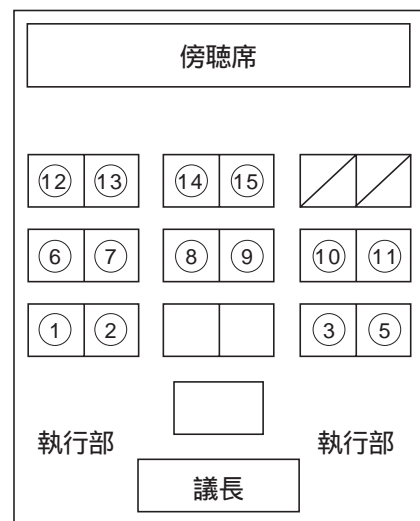 傍聴席
⑫ ⑬ ⑭ ⑮
⑥ ⑦ ⑧ ⑨ ⑩ ⑪
① ② ③ ⑤
執行部 執行部
議長